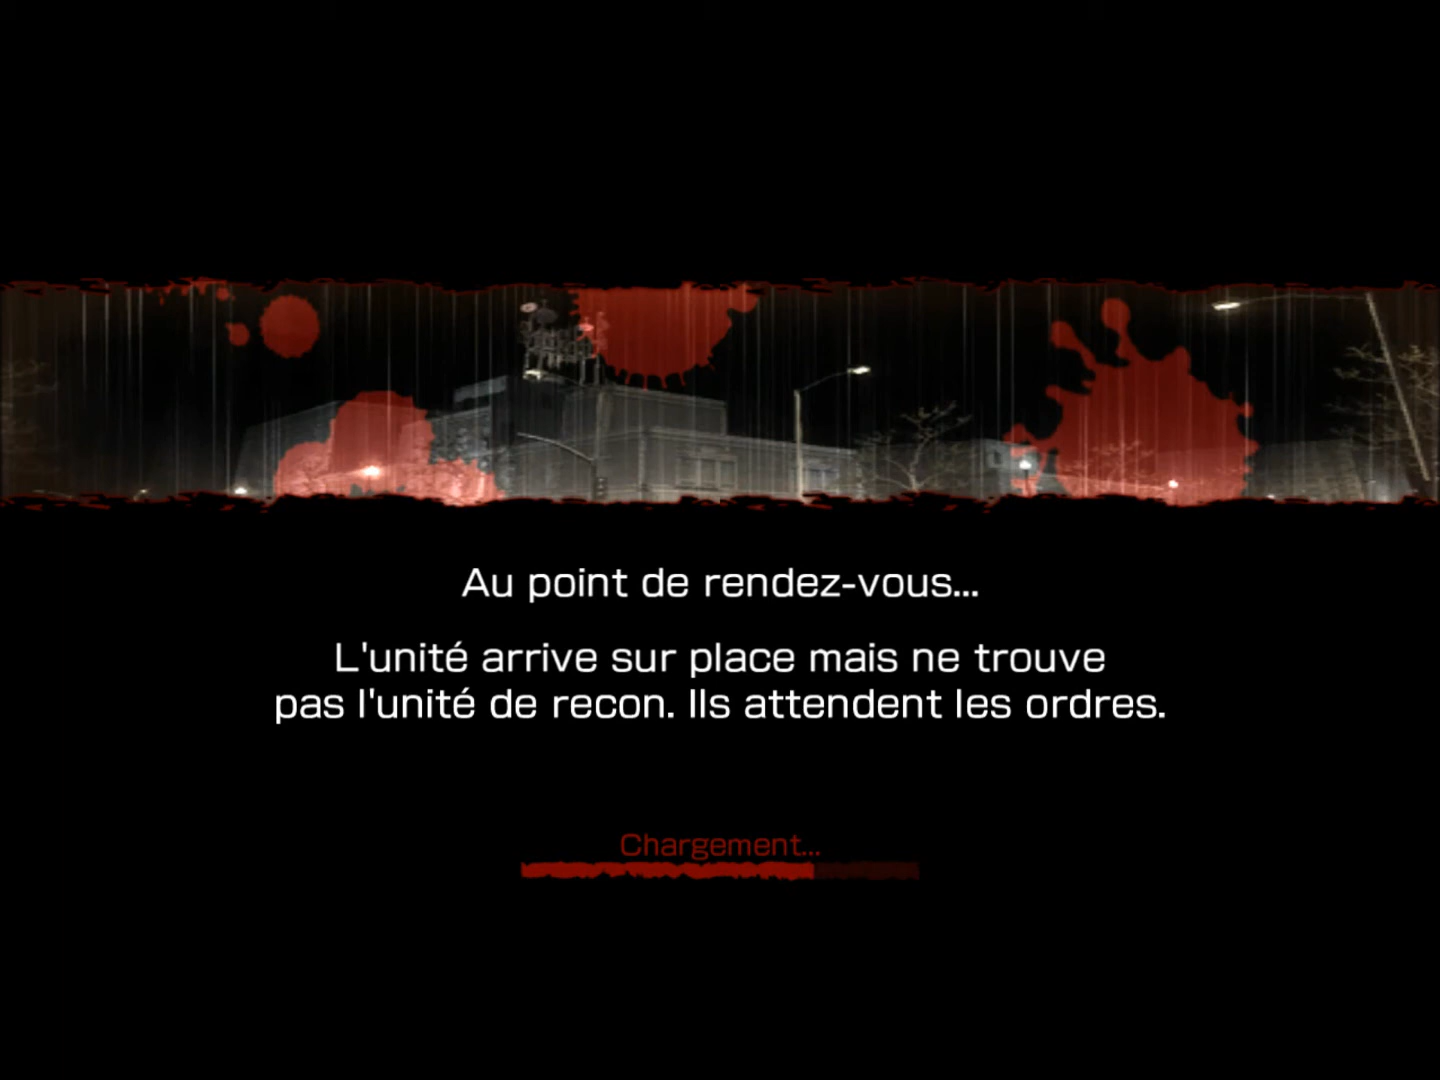 Au point de rendez-vous...
L'unité arrive sur place mais ne trouve
pas l'unité de recon. Ils attendent les ordres.
Chargement...